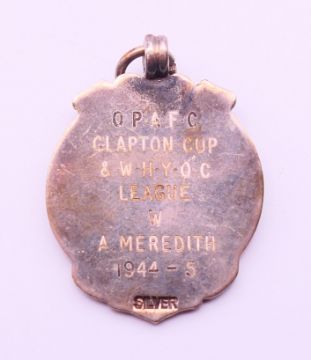 O P A F C
CLAPTON CUP
& W·H·Y·O·C
LEAGUE
W
A MEREDITH
1944-5
SILVER